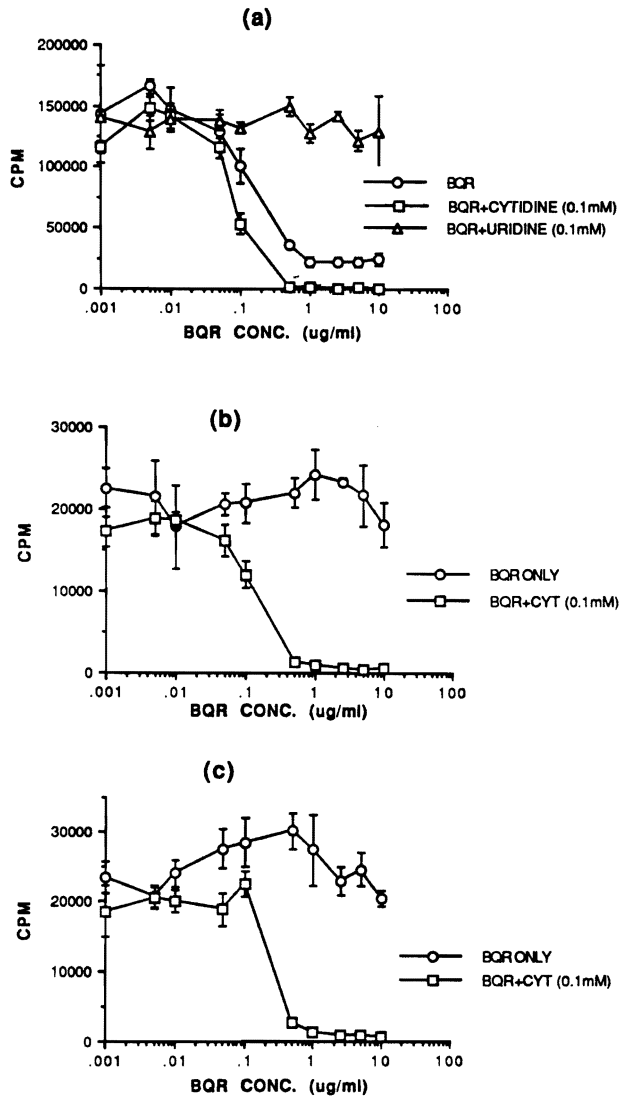 (a)
200000
150000
100000
50000
0
CPM
.001
.01
.1
1
10
100
BQR CONC. (ug/ml)
BQR
BQR+CYTIDINE (0.1mM)
BQR+URIDINE (0.1mM)
(b)
30000
20000
10000
0
CPM
.001
.01
.1
1
10
100
BQR CONC. (ug/ml)
BQR ONLY
BQR+CYT (0.1mM)
(c)
30000
20000
10000
0
CPM
.001
.01
.1
1
10
100
BQR CONC. (ug/ml)
BQR ONLY
BQR+CYT (0.1mM)